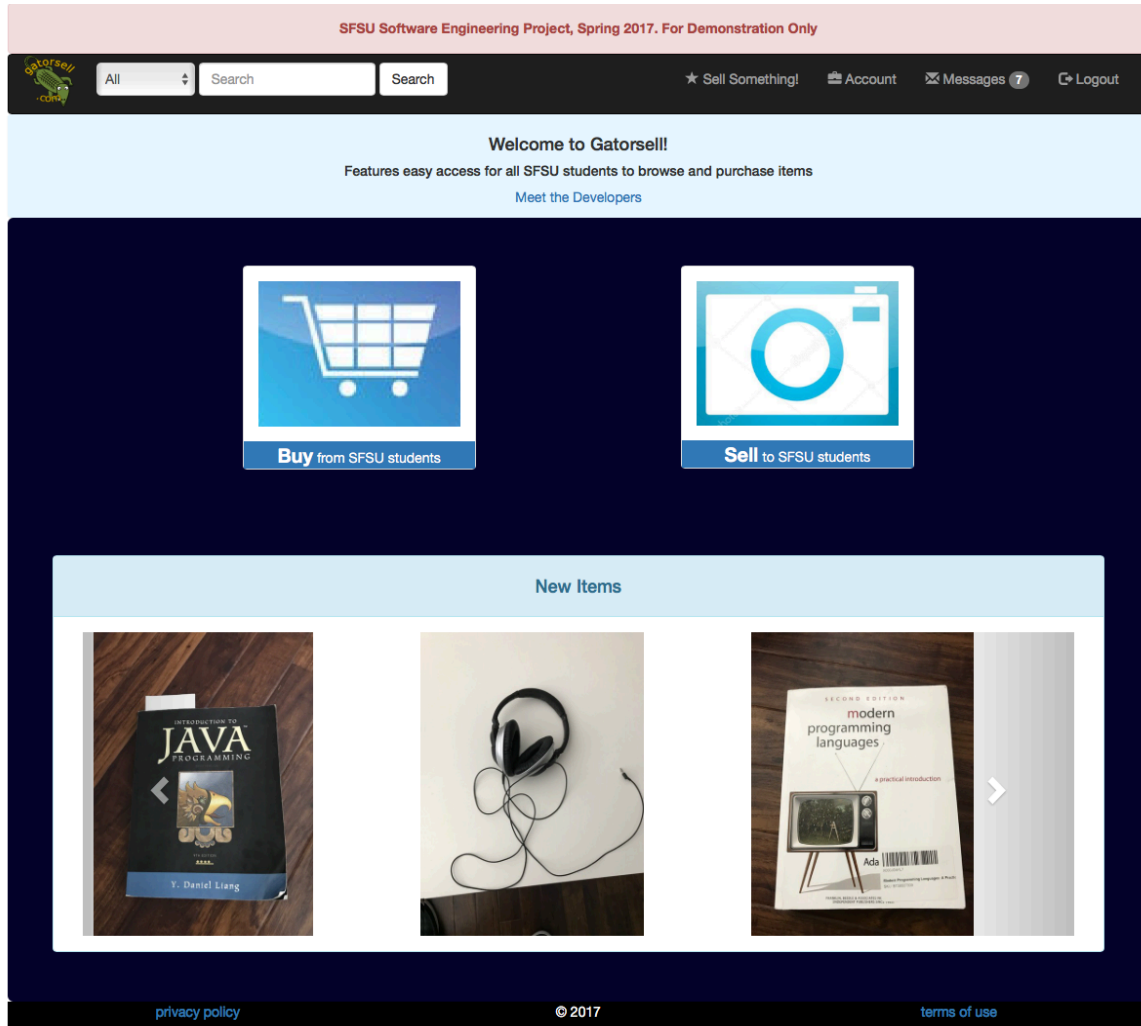 SFSU Software Engineering Project, Spring 2017. For Demonstration Only
gatorsell
.com
All
Search
Search
Sell Something!
Account
Messages 7
Logout
Welcome to Gatorsell!
Features easy access for all SFSU students to browse and purchase items
Meet the Developers
Buy from SFSU students
Sell to SFSU students
New Items
INTRODUCTION TO
JAVA
PROGRAMMING
Y. Daniel Liang
SECOND EDITION
modern
programming
languages
a practical introduction
Ada
privacy policy
© 2017
terms of use